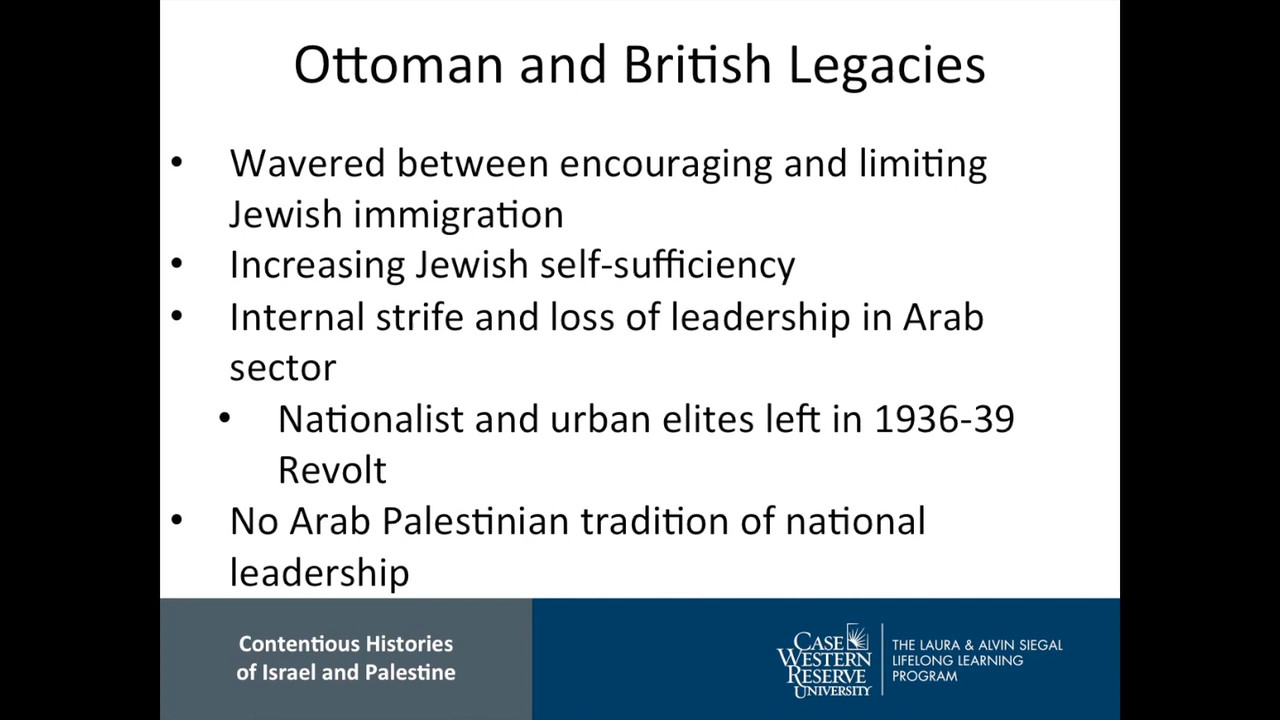 Ottoman and British Legacies
• Wavered between encouraging and limiting
Jewish immigration
• Increasing Jewish self-sufficiency
• Internal strife and loss of leadership in Arab
sector
• Nationalist and urban elites left in 1936-39
Revolt
• No Arab Palestinian tradition of national
leadership
Contentious Histories
of Israel and Palestine
CASE
WESTERN
RESERVE
UNIVERSITY
THE LAURA & ALVIN SIEGAL
LIFELONG LEARNING
PROGRAM